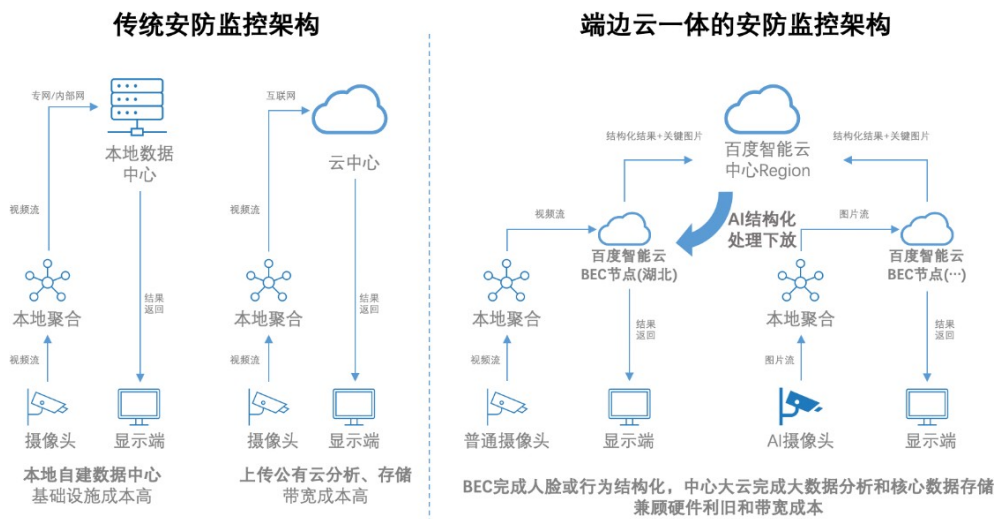 传统安防监控架构
专网/内部网
本地数据
中心
视频流
本地聚合
视频流
结果
返回
摄像头
显示端
本地自建数据中心
基础设施成本高
互联网
云中心
视频流
本地聚合
视频流
结果
返回
摄像头
显示端
上传公有云分析、存储
带宽成本高
端边云一体的安防监控架构
结构化结果+关键图片
百度智能云
中心Region
结构化结果+关键图片
AI结构化
处理下放
视频流
百度智能云
BEC节点(湖北)
本地聚合
视频流
结果
返回
普通摄像头
显示端
图片流
百度智能云
BEC节点(…)
本地聚合
图片流
结果
返回
AI摄像头
显示端
BEC完成人脸或行为结构化，中心大云完成大数据分析和核心数据存储
兼顾硬件利旧和带宽成本